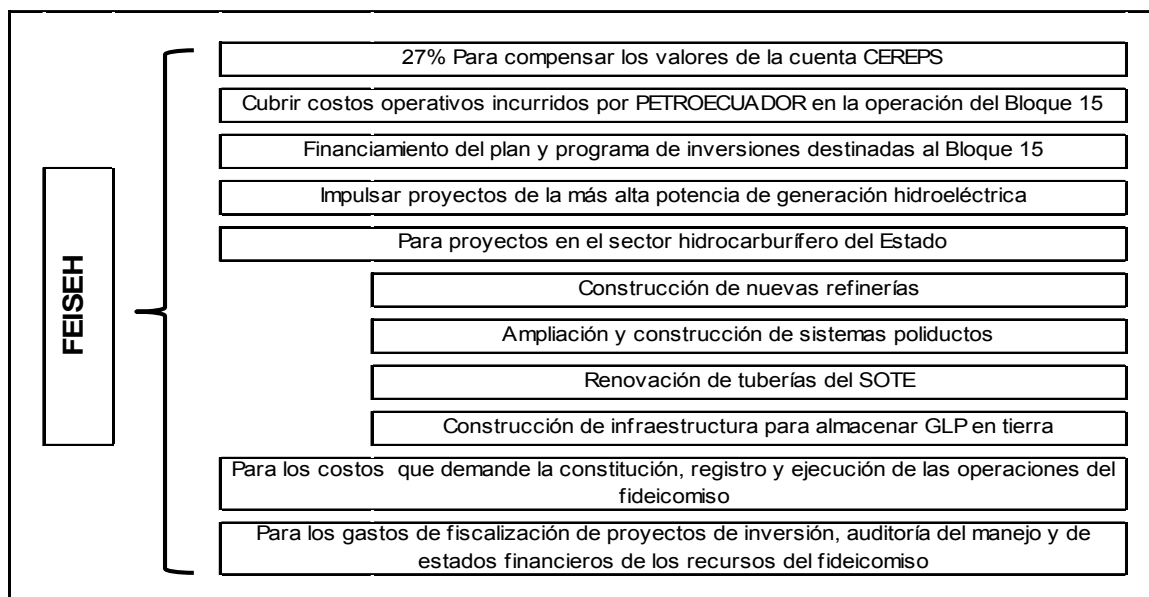 FEISEH
27% Para compensar los valores de la cuenta CEREPS
Cubrir costos operativos incurridos por PETROECUADOR en la operación del Bloque 15
Financiamiento del plan y programa de inversiones destinadas al Bloque 15
Impulsar proyectos de la más alta potencia de generación hidroeléctrica
Para proyectos en el sector hidrocarburífero del Estado
Construcción de nuevas refinerías
Ampliación y construcción de sistemas poliductos
Renovación de tuberías del SOTE
Construcción de infraestructura para almacenar GLP en tierra
Para los costos que demande la constitución, registro y ejecución de las operaciones del
fideicomiso
Para los gastos de fiscalización de proyectos de inversión, auditoría del manejo y de
estados financieros de los recursos del fideicomiso